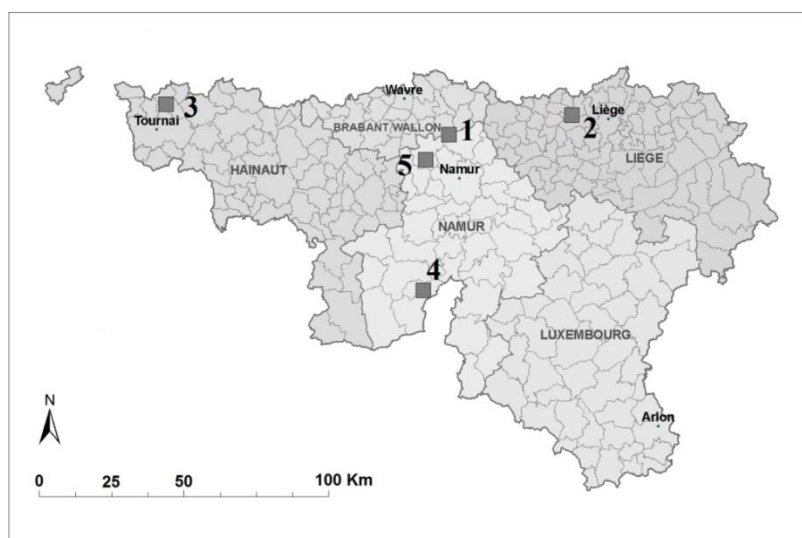 Wavre
3
Tournai
BRABANT WALLON
1
Liège
2
5
Namur
HAINAUT
LIEGE
NAMUR
4
LUXEMBOURG
Arlon
N
0 25 50 100 Km